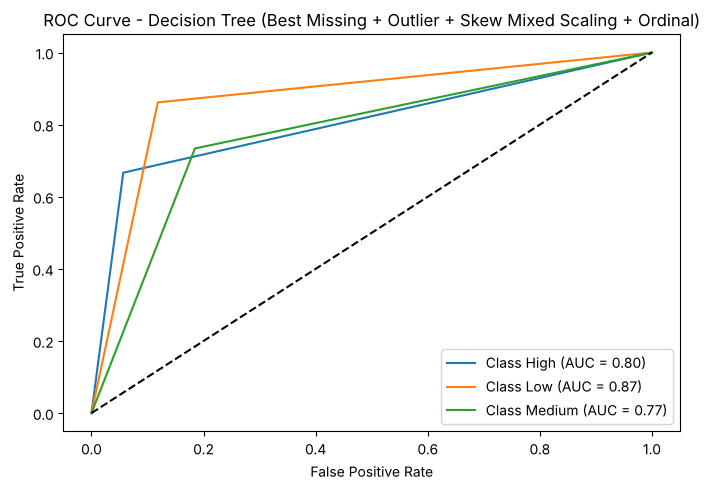 ROC Curve - Decision Tree (Best Missing + Outlier + Skew Mixed Scaling + Ordinal)
True Positive Rate
1.0
0.8
0.6
0.4
0.2
0.0
Class High (AUC = 0.80)
Class Low (AUC = 0.87)
Class Medium (AUC = 0.77)
0.0 0.2 0.4 0.6 0.8 1.0
False Positive Rate